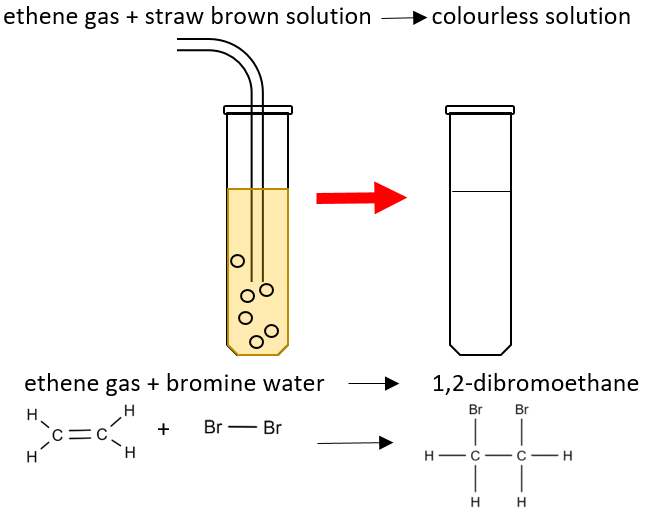 ethene gas + straw brown solution → colourless solution
ethene gas + bromine water → 1,2-dibromoethane
H H Br Br
C=C + Br—Br → H—C—C—H
H H H H